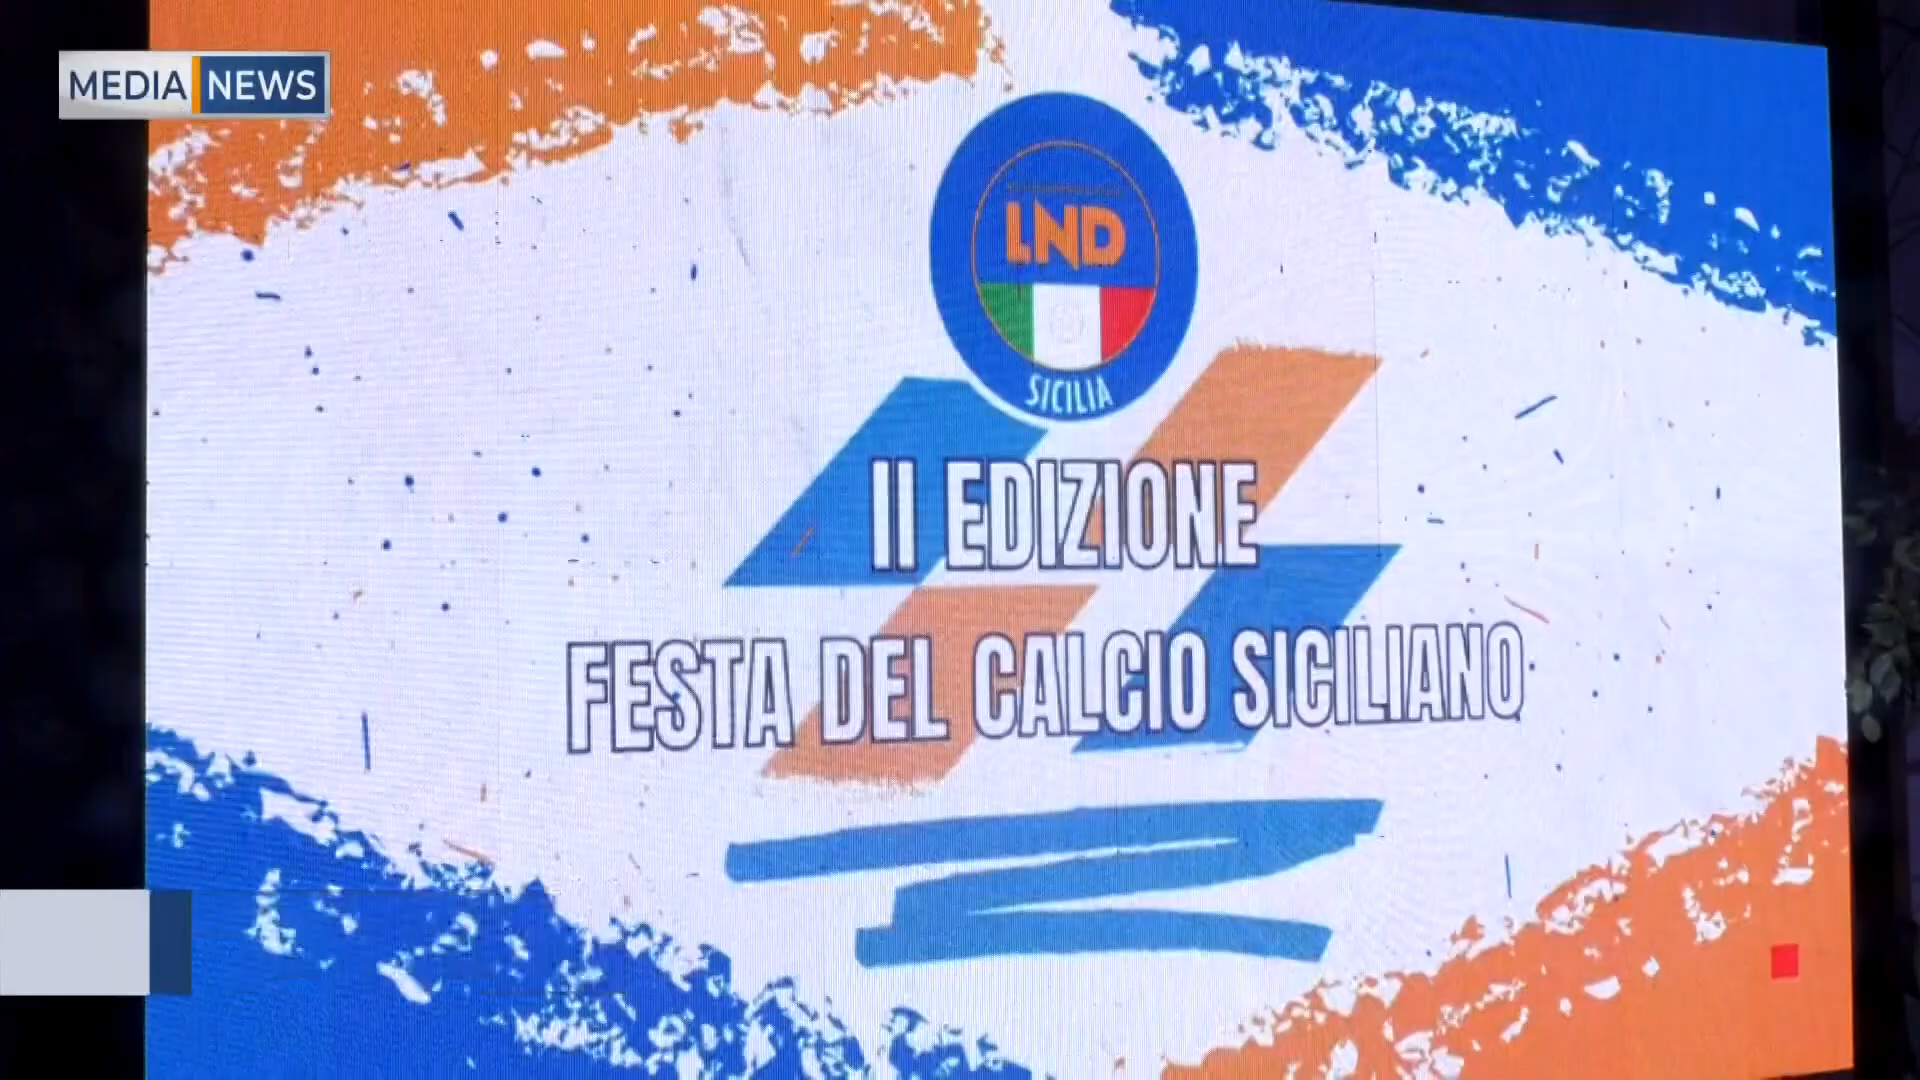 MEDIA NEWS
LND
SICILIA
II EDIZIONE
FESTA DEL CALCIO SICILIANO